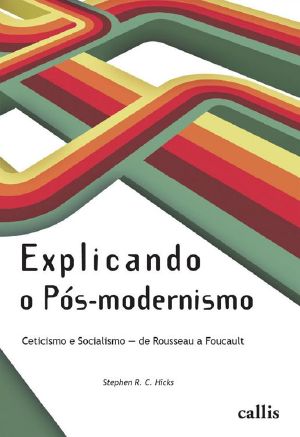 Explicando
o Pós-modernismo
Ceticismo e Socialismo — de Rousseau a Foucault
Stephen R. C. Hicks
callis